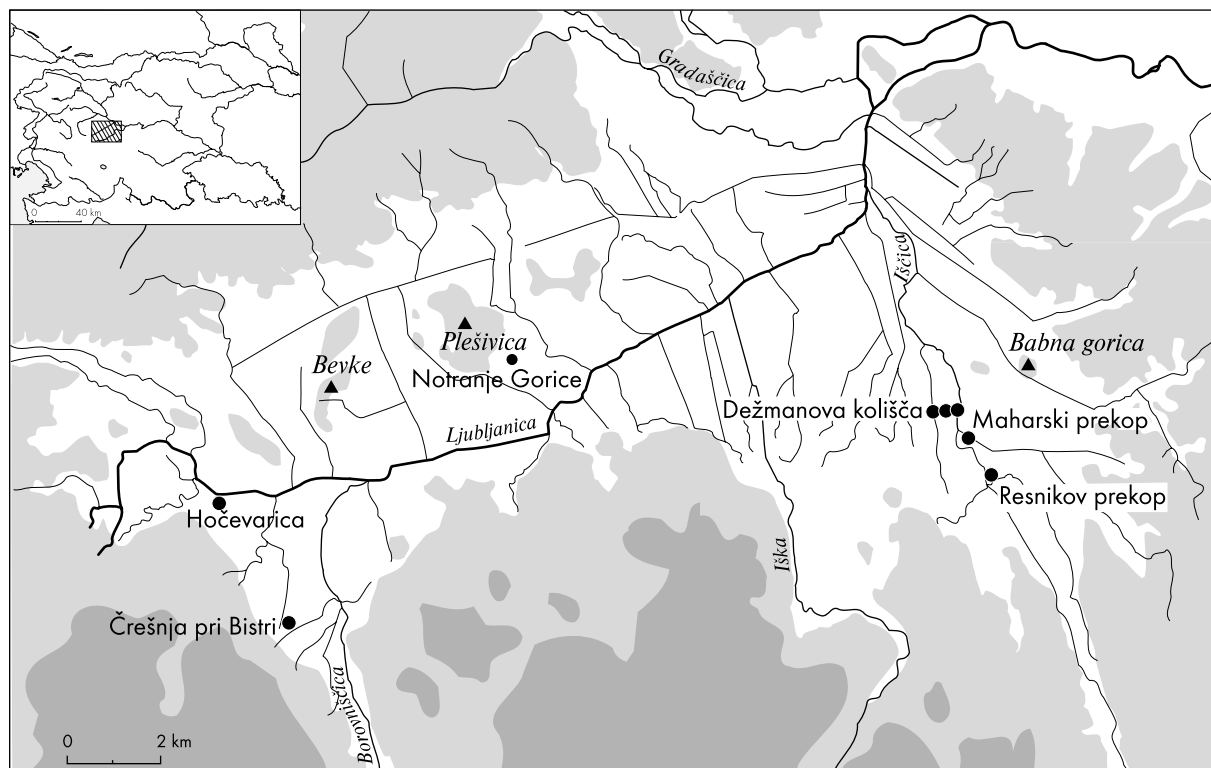 Gradaščica
0 40 km
Iščica
Plešivica
Babna gorica
Bevke
Notranje Gorice
Dežmanova kolišča
Maharski prekop
Ljubljanica
Resnikov prekop
Hočevarica
Iška
Črešnja pri Bistri
Borovniščica
0 2 km